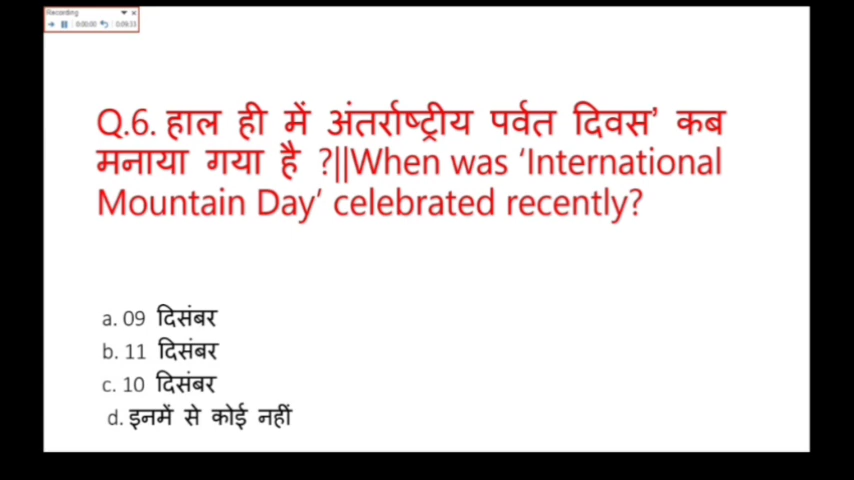 Recording
0:00:00 0:09:33
Q.6. हाल ही में अंतर्राष्ट्रीय पर्वत दिवस’ कब
मनाया गया है ?||When was ‘International
Mountain Day’ celebrated recently?
a. 09 दिसंबर
b. 11 दिसंबर
c. 10 दिसंबर
d. इनमें से कोई नहीं